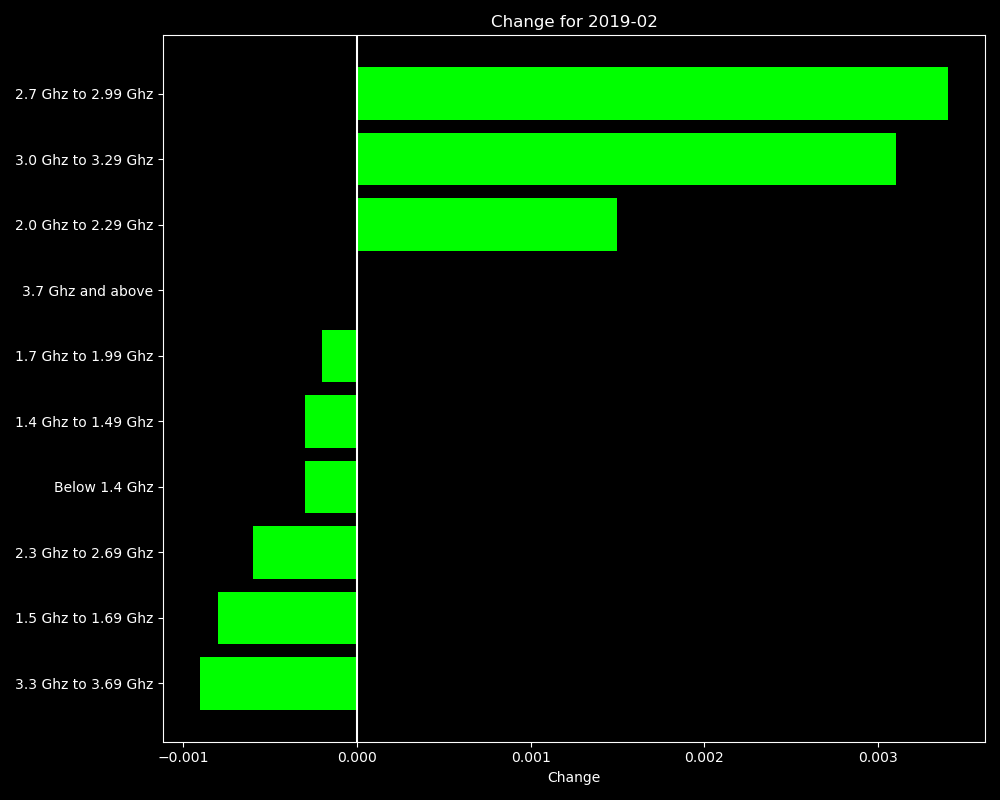 Change for 2019-02
2.7 Ghz to 2.99 Ghz
3.0 Ghz to 3.29 Ghz
2.0 Ghz to 2.29 Ghz
3.7 Ghz and above
1.7 Ghz to 1.99 Ghz
1.4 Ghz to 1.49 Ghz
Below 1.4 Ghz
2.3 Ghz to 2.69 Ghz
1.5 Ghz to 1.69 Ghz
3.3 Ghz to 3.69 Ghz
−0.001 0.000 0.001 0.002 0.003
Change